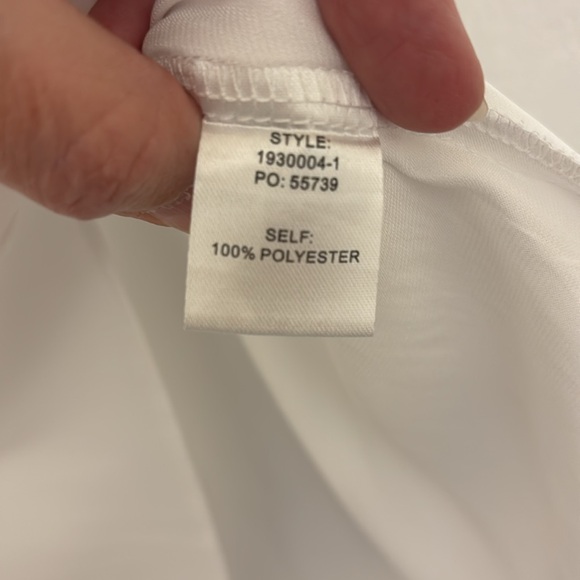 STYLE:
1930004-1
PO: 55739
SELF:
100% POLYESTER